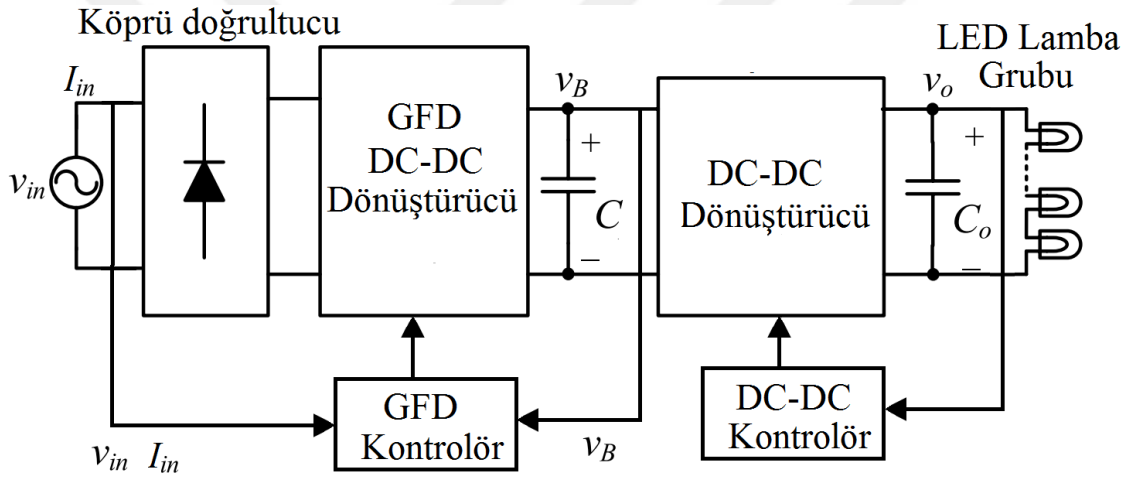 Köprü doğrultucu
LED Lamba
Grubu
I_in
v_B
v_o
GFD
DC-DC
Dönüştürücü
+
C
−
DC-DC
Dönüştürücü
+
C_o
−
v_in
GFD
Kontrolör
DC-DC
Kontrolör
v_in I_in
v_B